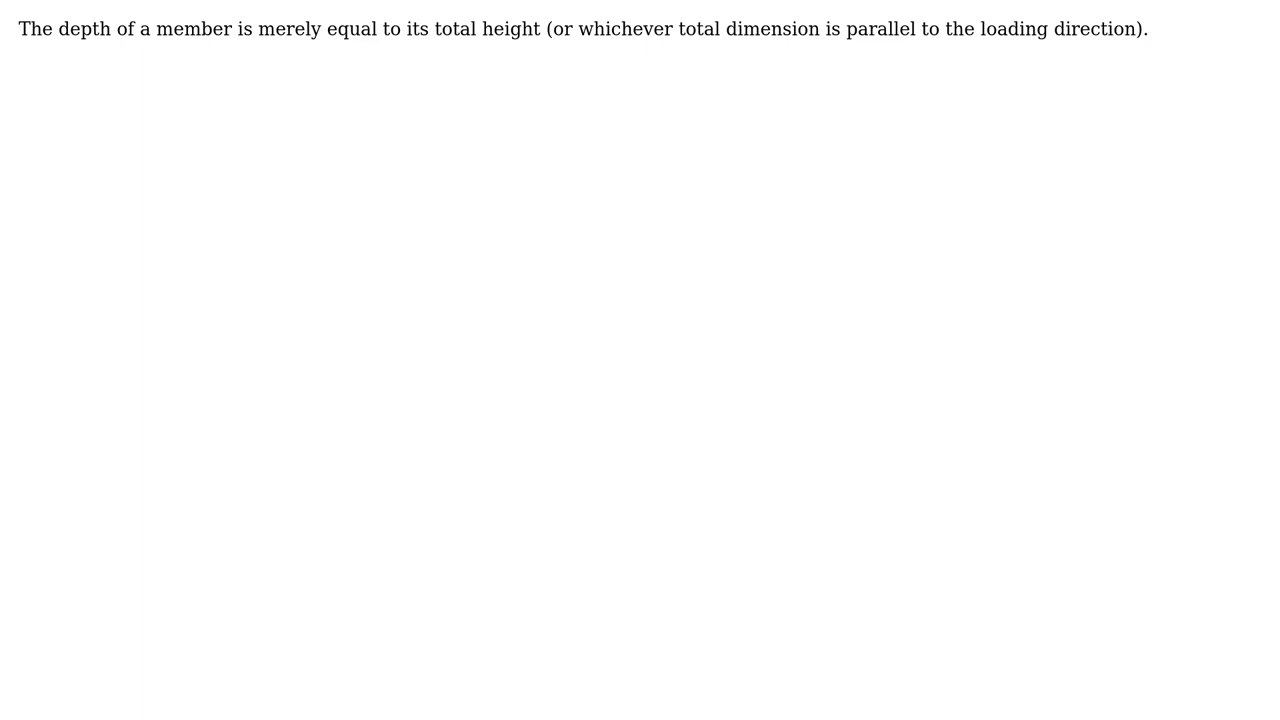 The depth of a member is merely equal to its total height (or whichever total dimension is parallel to the loading direction).